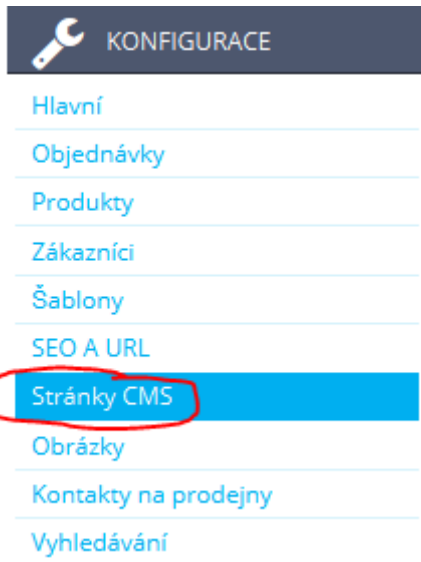 KONFIGURACE
Hlavní
Objednávky
Produkty
Zákazníci
Šablony
SEO A URL
Stránky CMS
Obrázky
Kontakty na prodejny
Vyhledávání